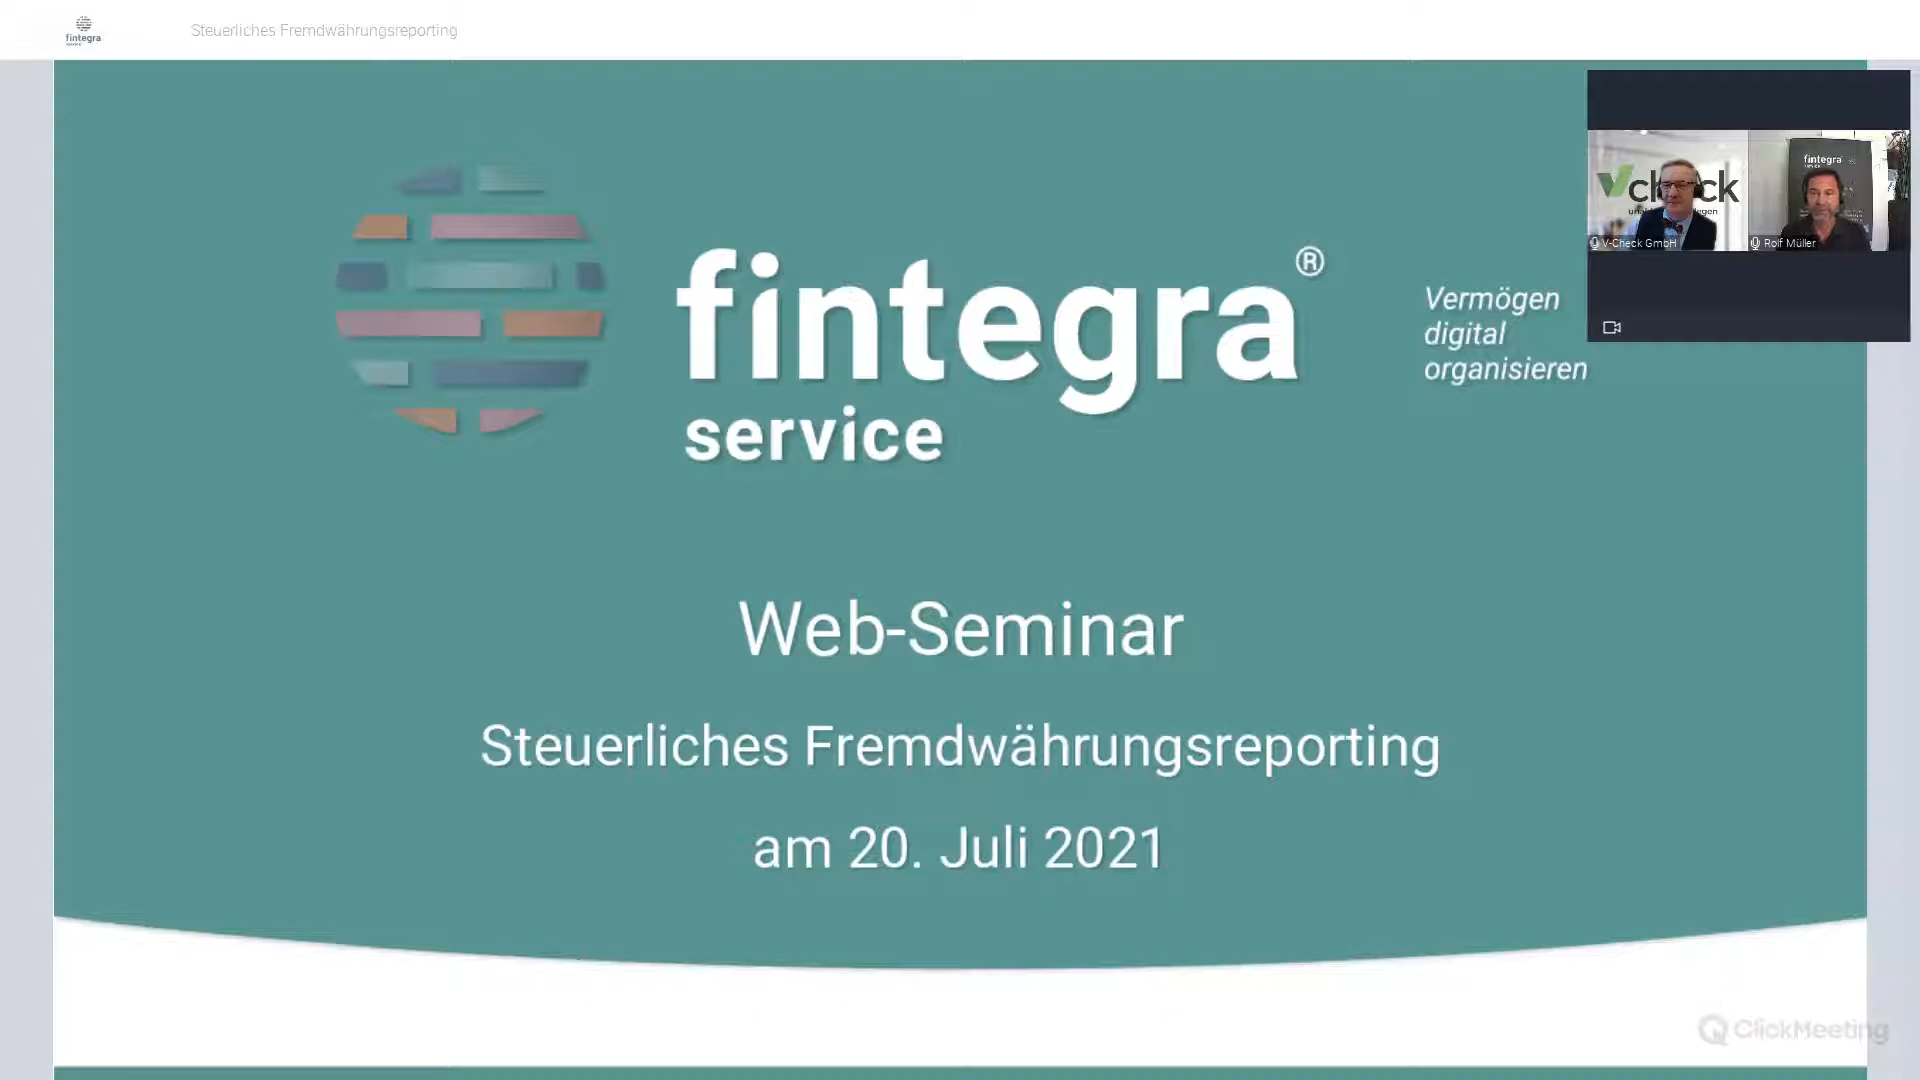 fintegra
Steuerliches Fremdwährungsreporting
fintegra
V-Check GmbH
Rolf Müller
fintegra®
service
Vermögen
digital
organisieren
Web-Seminar
Steuerliches Fremdwährungsreporting
am 20. Juli 2021
ClickMeeting